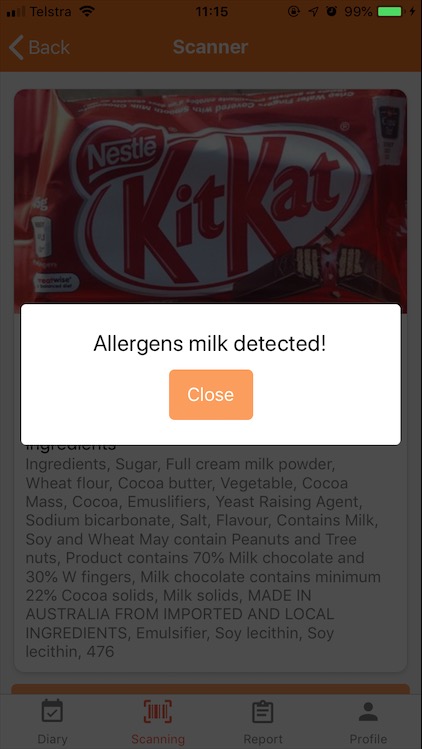 Telstra 11:15 99%
Back Scanner
Crisp Wafer Fingers
®
Nestlé
KitKat
Allergens milk detected!
Close
Ingredients
Ingredients, Sugar, Full cream milk powder,
Wheat flour, Cocoa butter, Vegetable, Cocoa
Mass, Cocoa, Emuslifiers, Yeast Raising Agent,
Sodium bicarbonate, Salt, Flavour, Contains Milk,
Soy and Wheat May contain Peanuts and Tree
nuts, Product contains 70% Milk chocolate and
30% W fingers, Milk chocolate contains minimum
22% Cocoa solids, Milk solids, MADE IN
AUSTRALIA FROM IMPORTED AND LOCAL
INGREDIENTS, Emulsifier, Soy lecithin, Soy
lecithin, 476
Diary Scanning Report Profile